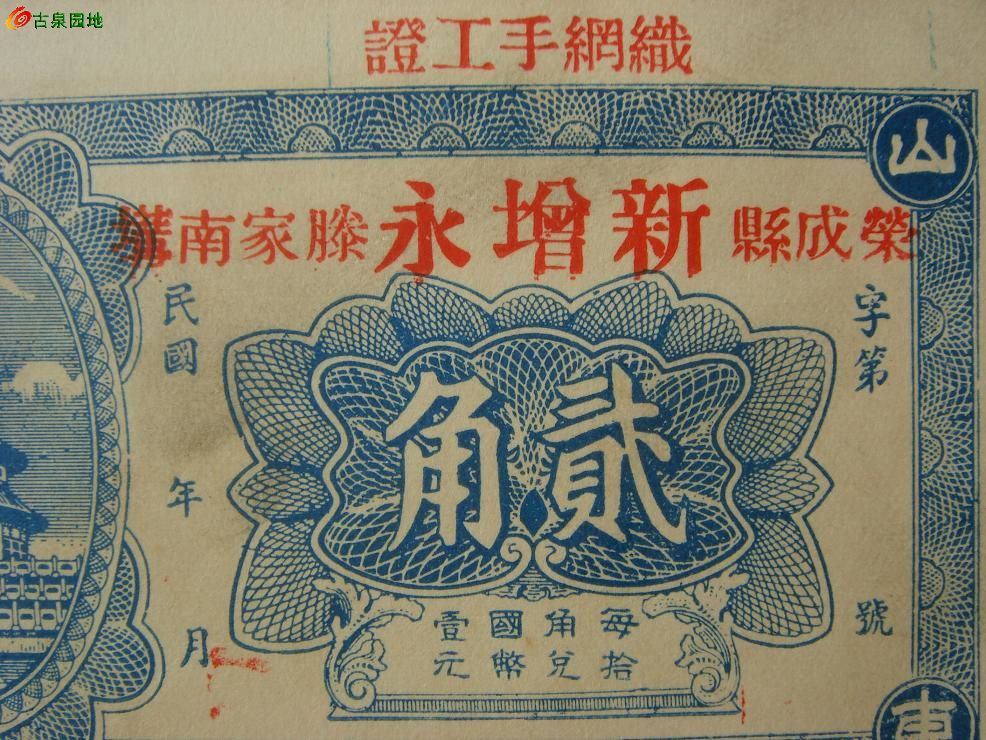 古泉园地
織網手工證
山
榮成縣 新增永 滕家南
字第 號
貳角
每拾
角兌
國幣
壹元
民國 年 月
東